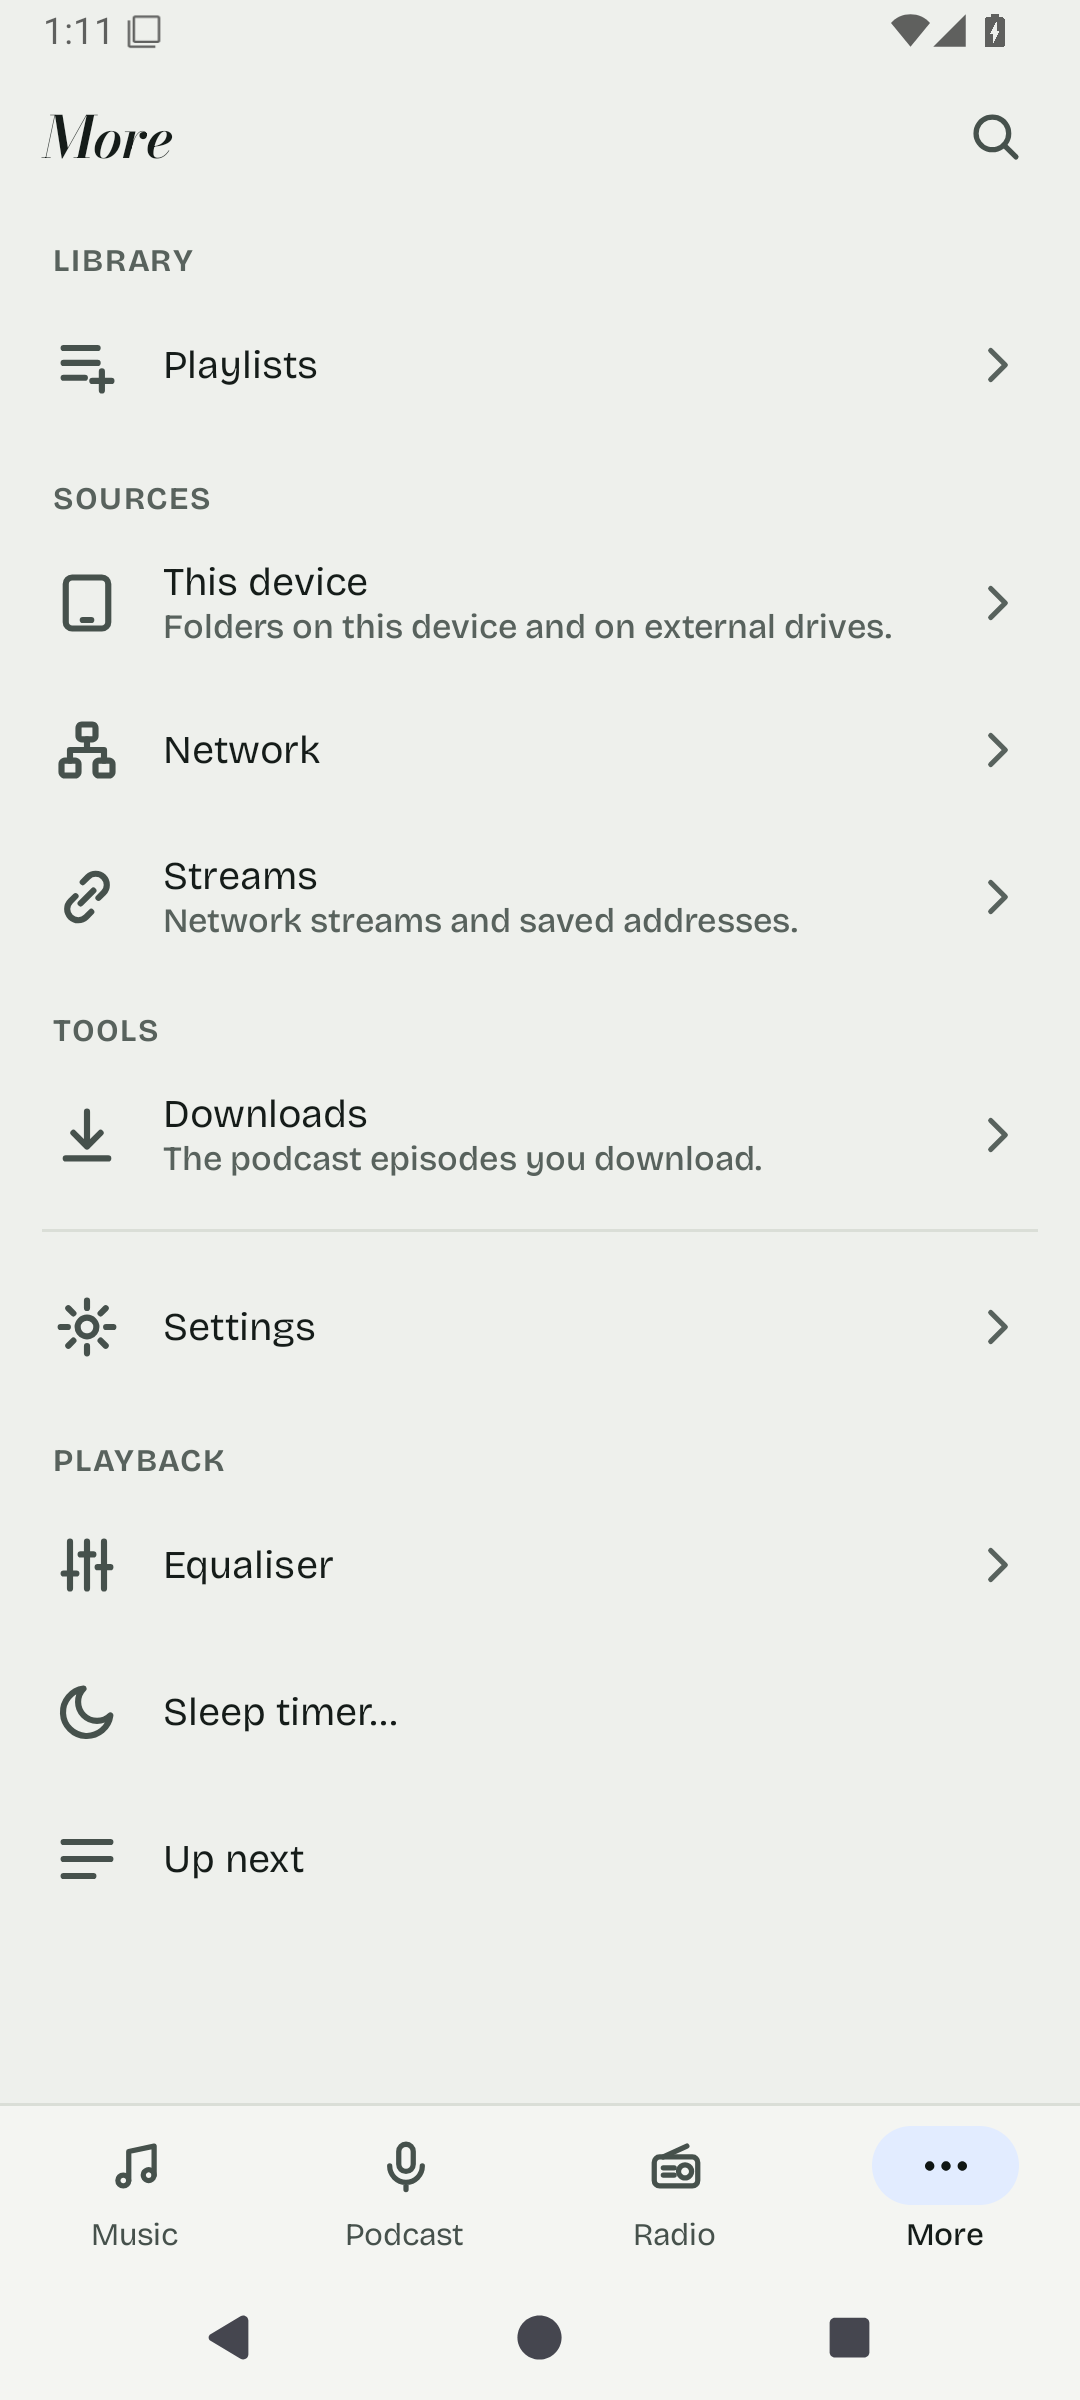 1:11
More
LIBRARY
Playlists
SOURCES
This device
Folders on this device and on external drives.
Network
Streams
Network streams and saved addresses.
TOOLS
Downloads
The podcast episodes you download.
Settings
PLAYBACK
Equaliser
Sleep timer...
Up next
Music
Podcast
Radio
More